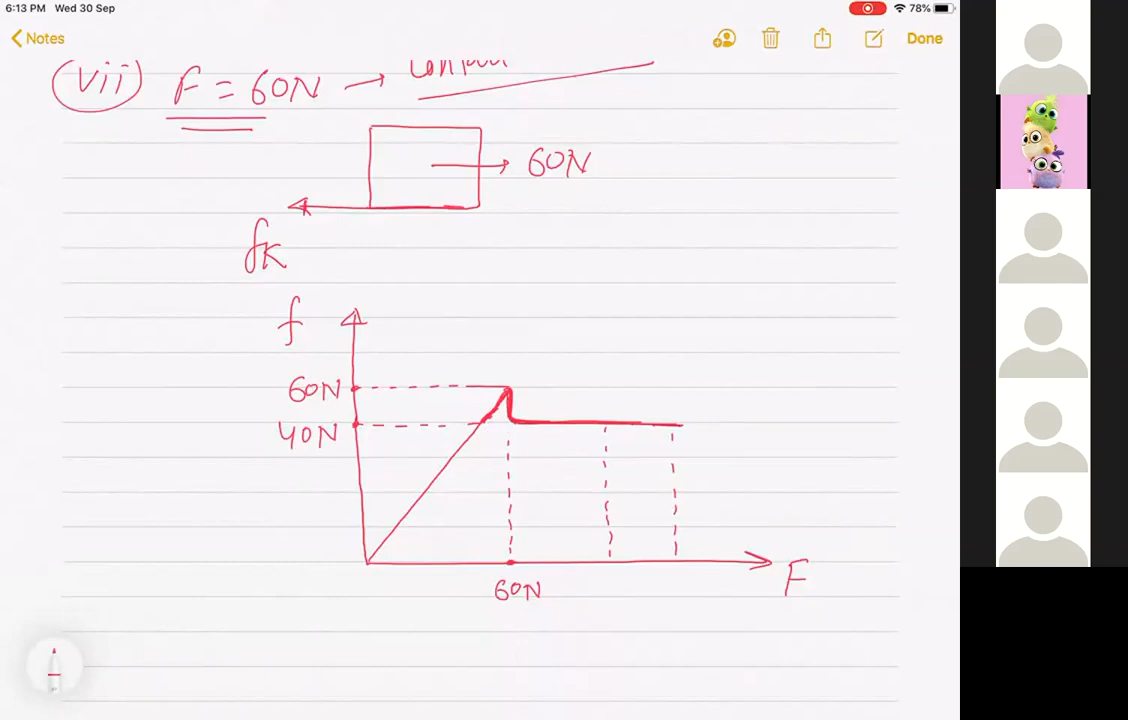 6:13 PM Wed 30 Sep
78%
Notes
Done
(vii) F = 60N →
60N
fK
f
60N
40N
60N
F